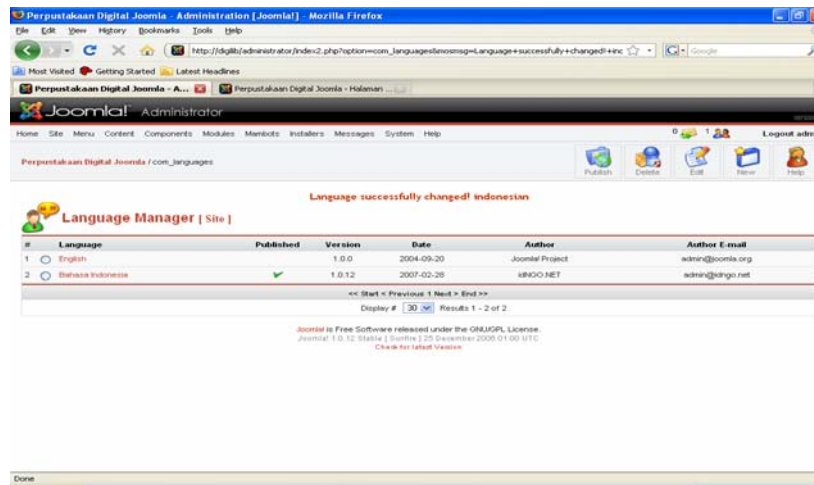 Perpustakaan Digital Joomla - Administration [Joomla!] - Mozilla Firefox
File Edit View History Bookmarks Tools Help
http://digilib/administrator/index2.php?option=com_languages&mosmsg=Language+successfully+changed!+inc Google
Most Visited Getting Started Latest Headlines
Perpustakaan Digital Joomla - A... Perpustakaan Digital Joomla - Halaman ...
Joomla! Administrator
Home Site Menu Content Components Modules Mambots Installers Messages System Help 0 1 Logout adm
Perpustakaan Digital Joomla / com_languages
Publish Delete Edit New Help
Language successfully changed! indonesian
Language Manager [ Site ]
# Language Published Version Date Author Author E-mail
1 English 1.0.0 2004-09-20 Joomla! Project admin@joomla.org
2 Bahasa Indonesia 1.0.12 2007-02-28 idNGO.NET admin@idngo.net
<< Start < Previous 1 Next > End >>
Display # 30 Results 1 - 2 of 2
Joomla! is Free Software released under the GNU/GPL License.
Joomla! 1.0.12 Stable [ Sunfire ] 25 December 2006 01:00 UTC
Check for latest Version
Done